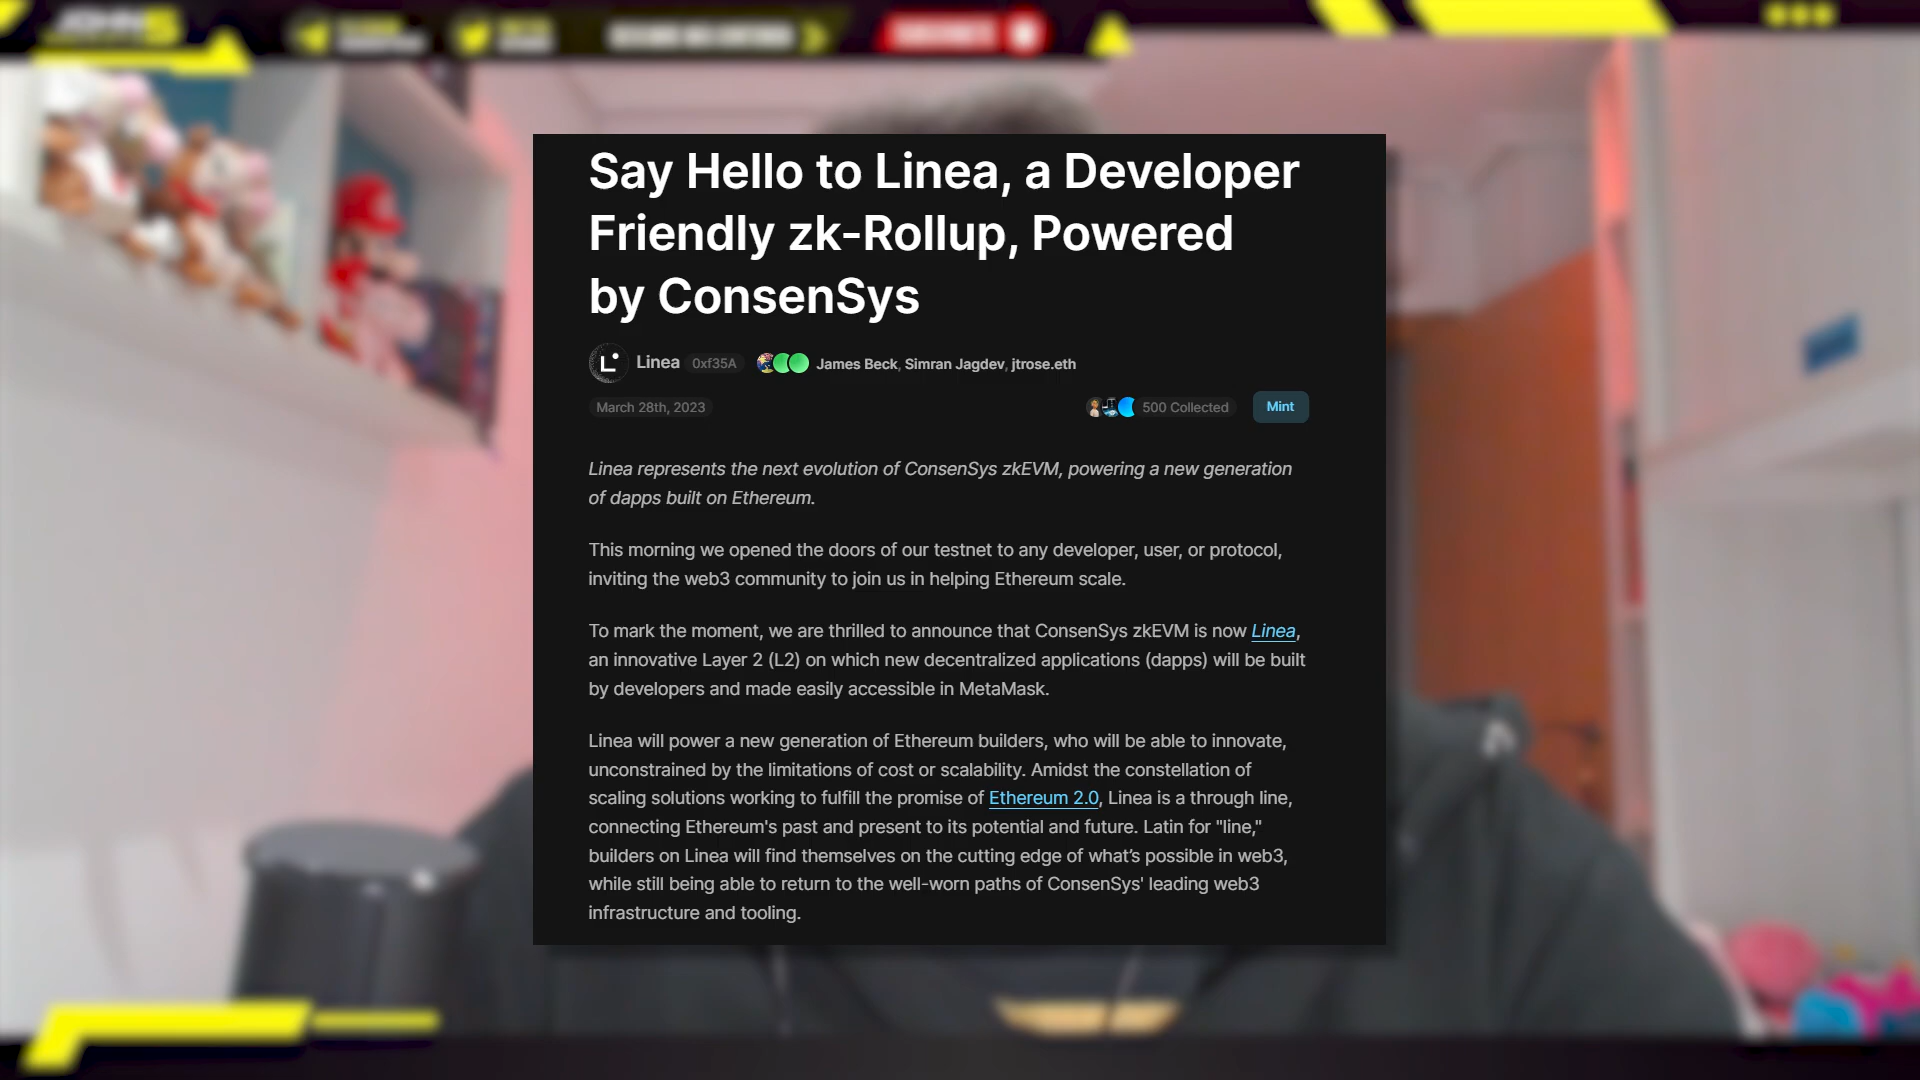 JOHNS
Say Hello to Linea, a Developer
Friendly zk-Rollup, Powered
by ConsenSys
Linea 0xf35A James Beck, Simran Jagdev, jtrose.eth
March 28th, 2023 500 Collected Mint
Linea represents the next evolution of ConsenSys zkEVM, powering a new generation
of dapps built on Ethereum.
This morning we opened the doors of our testnet to any developer, user, or protocol,
inviting the web3 community to join us in helping Ethereum scale.
To mark the moment, we are thrilled to announce that ConsenSys zkEVM is now Linea,
an innovative Layer 2 (L2) on which new decentralized applications (dapps) will be built
by developers and made easily accessible in MetaMask.
Linea will power a new generation of Ethereum builders, who will be able to innovate,
unconstrained by the limitations of cost or scalability. Amidst the constellation of
scaling solutions working to fulfill the promise of Ethereum 2.0, Linea is a through line,
connecting Ethereum's past and present to its potential and future. Latin for "line,"
builders on Linea will find themselves on the cutting edge of what’s possible in web3,
while still being able to return to the well-worn paths of ConsenSys' leading web3
infrastructure and tooling.